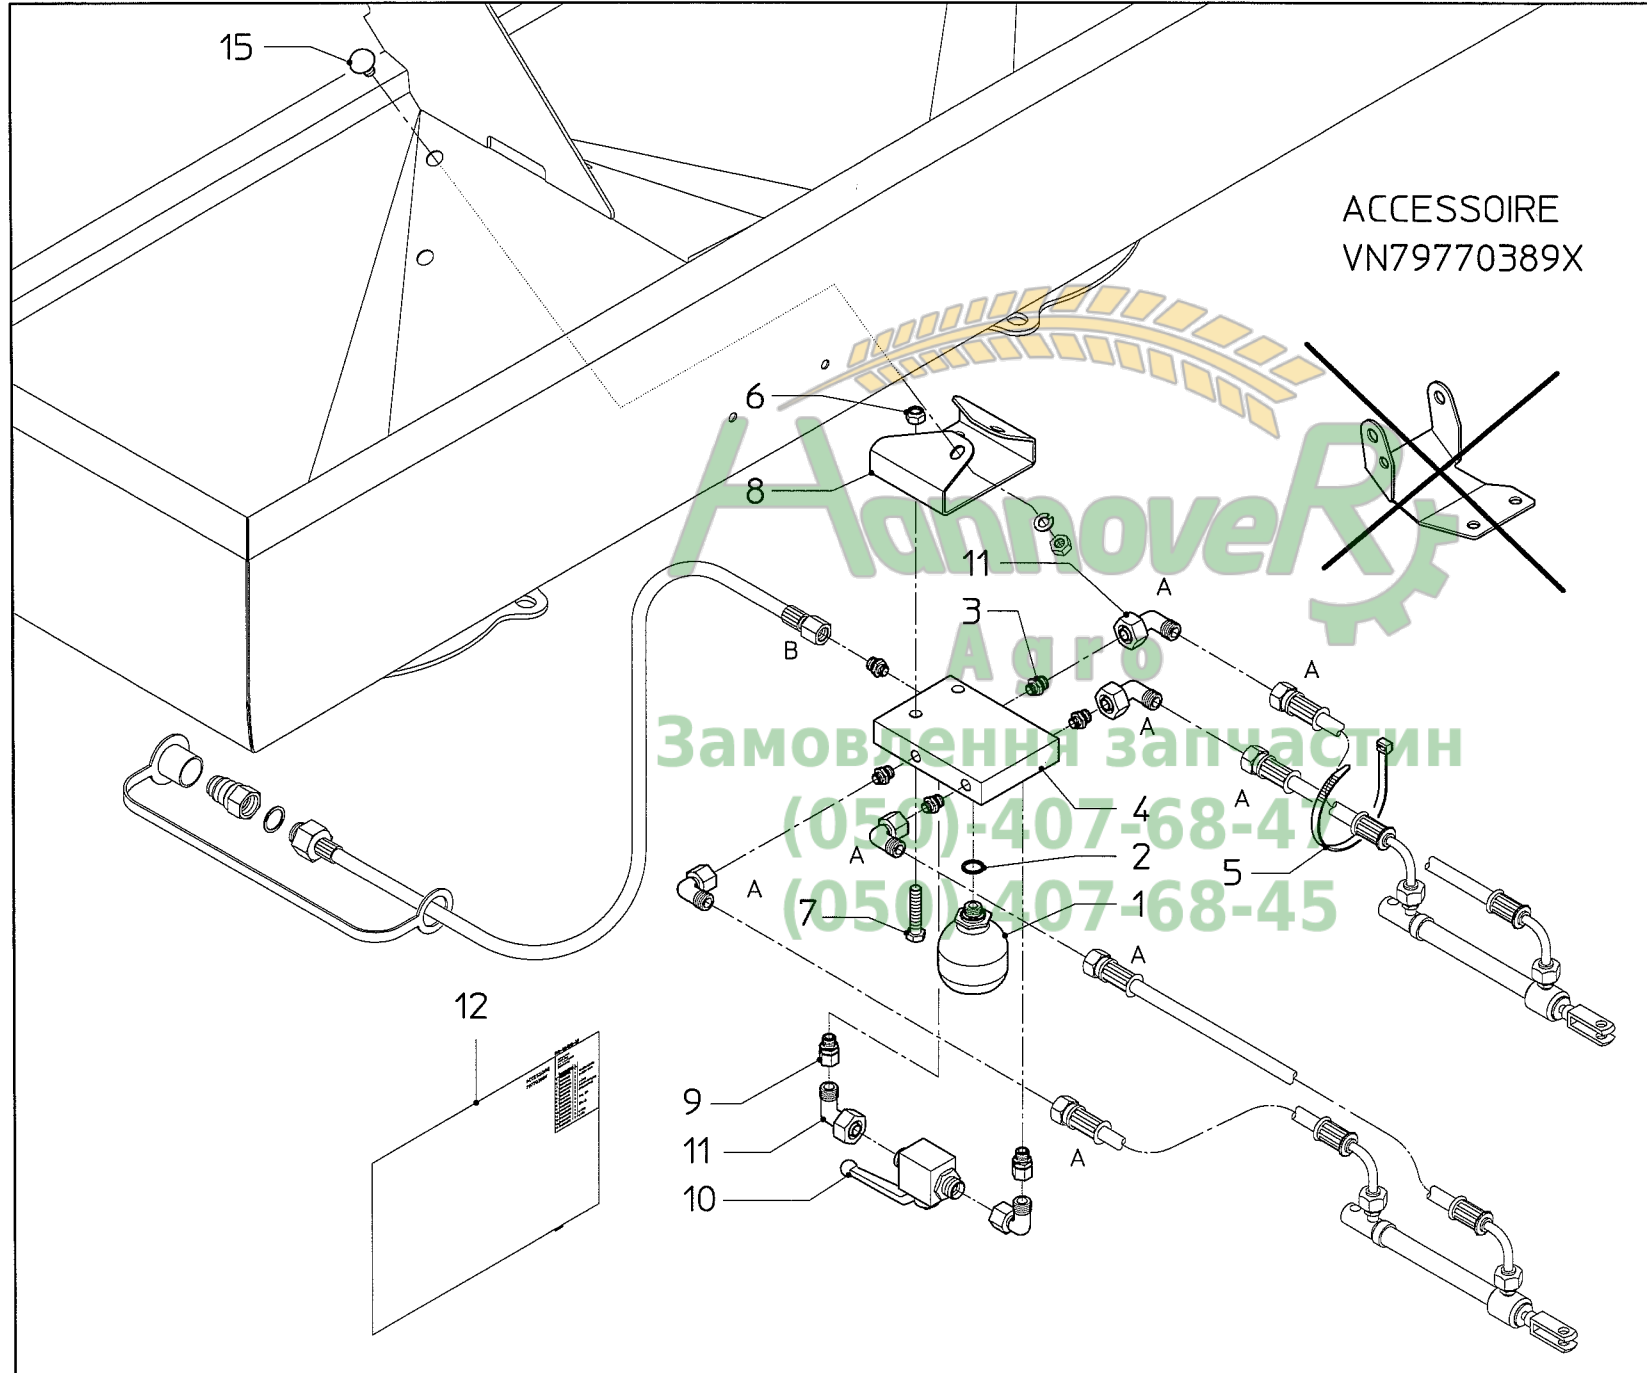 15
ACCESSOIRE
VN79770389X
6
8
HannoveR
11
A
3
Agro
A
B
A
Замовлення запчастин
A
4
(050)-407-68-47
A
2
5
A
7
(050)-407-68-45
1
A
12
9
11
A
10